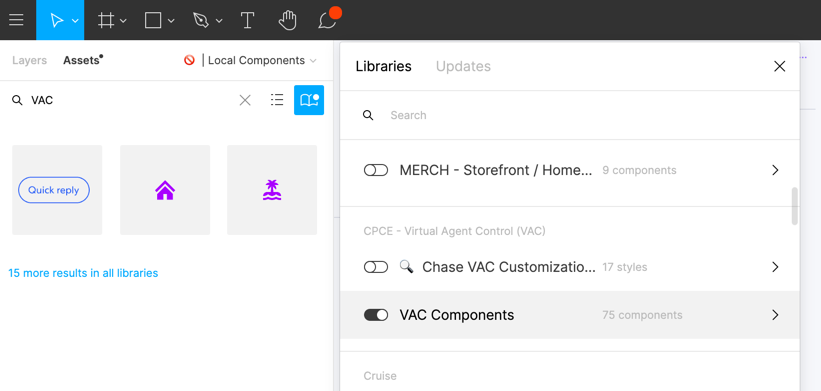 Layers
Assets
| Local Components
VAC
Quick reply
15 more results in all libraries
Libraries
Updates
Search
MERCH - Storefront / Home...
9 components
CPCE - Virtual Agent Control (VAC)
Chase VAC Customizatio...
17 styles
VAC Components
75 components
Cruise